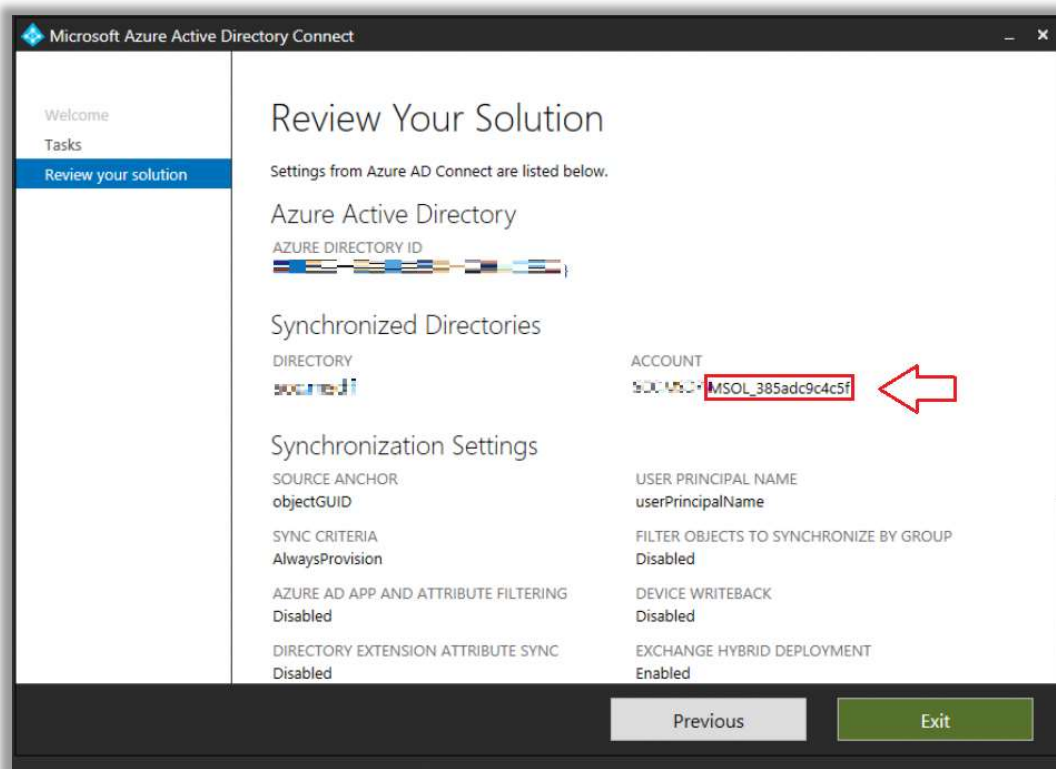 Microsoft Azure Active Directory Connect
Welcome
Tasks
Review your solution
Review Your Solution
Settings from Azure AD Connect are listed below.
Azure Active Directory
AZURE DIRECTORY ID
Synchronized Directories
DIRECTORY
ACCOUNT
MSOL_385adc9c4c5f
Synchronization Settings
SOURCE ANCHOR
objectGUID
USER PRINCIPAL NAME
userPrincipalName
SYNC CRITERIA
AlwaysProvision
FILTER OBJECTS TO SYNCHRONIZE BY GROUP
Disabled
AZURE AD APP AND ATTRIBUTE FILTERING
Disabled
DEVICE WRITEBACK
Disabled
DIRECTORY EXTENSION ATTRIBUTE SYNC
Disabled
EXCHANGE HYBRID DEPLOYMENT
Enabled
Previous
Exit